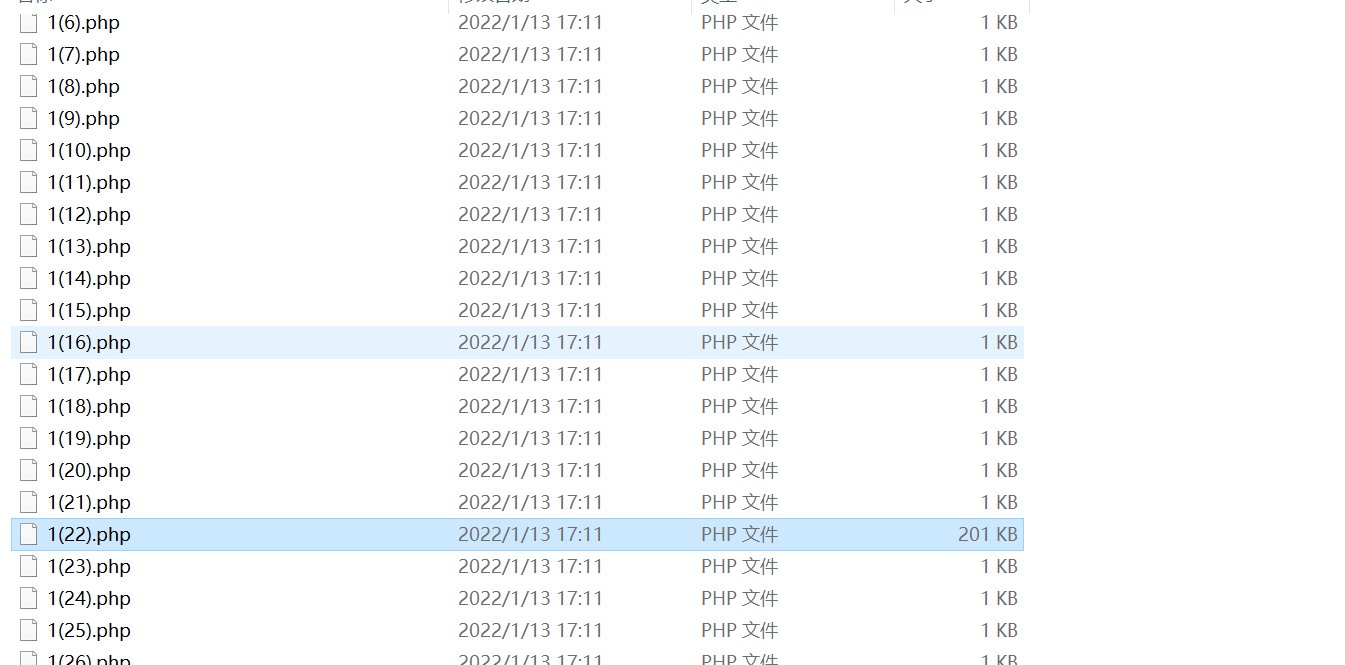 1(6).php 2022/1/13 17:11 PHP 文件 1 KB
1(7).php 2022/1/13 17:11 PHP 文件 1 KB
1(8).php 2022/1/13 17:11 PHP 文件 1 KB
1(9).php 2022/1/13 17:11 PHP 文件 1 KB
1(10).php 2022/1/13 17:11 PHP 文件 1 KB
1(11).php 2022/1/13 17:11 PHP 文件 1 KB
1(12).php 2022/1/13 17:11 PHP 文件 1 KB
1(13).php 2022/1/13 17:11 PHP 文件 1 KB
1(14).php 2022/1/13 17:11 PHP 文件 1 KB
1(15).php 2022/1/13 17:11 PHP 文件 1 KB
1(16).php 2022/1/13 17:11 PHP 文件 1 KB
1(17).php 2022/1/13 17:11 PHP 文件 1 KB
1(18).php 2022/1/13 17:11 PHP 文件 1 KB
1(19).php 2022/1/13 17:11 PHP 文件 1 KB
1(20).php 2022/1/13 17:11 PHP 文件 1 KB
1(21).php 2022/1/13 17:11 PHP 文件 1 KB
1(22).php 2022/1/13 17:11 PHP 文件 201 KB
1(23).php 2022/1/13 17:11 PHP 文件 1 KB
1(24).php 2022/1/13 17:11 PHP 文件 1 KB
1(25).php 2022/1/13 17:11 PHP 文件 1 KB
1(26).php 2022/1/13 17:11 PHP 文件 1 KB